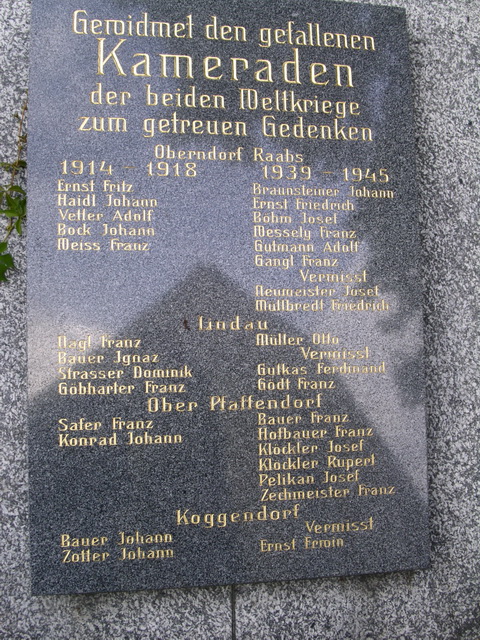 Gewidmet den gefallenen
Kameraden
der beiden Weltkriege
zum getreuen Gedenken
Oberndorf Raabs
1914 - 1918
Ernst Fritz
Haidl Johann
Vetter Adolf
Bock Johann
Weiss Franz
1939 - 1945
Braunsteiner Johann
Ernst Friedrich
Böhm Josef
Wessely Franz
Gutmann Adolf
Gangl Franz
Vermisst
Neumeister Josef
Müllbredt Friedrich
Lindau
Nagl Franz
Bauer Ignaz
Strasser Dominik
Göbharter Franz
Müller Otto
Vermisst
Gutkas Ferdinand
Gödt Franz
Ober Pfaffendorf
Safer Franz
Konrad Johann
Bauer Franz
Hofbauer Franz
Klöckler Josef
Klöckler Rupert
Pelikan Josef
Zechmeister Franz
Koggendorf
Bauer Johann
Zotter Johann
Vermisst
Ernst Erwin